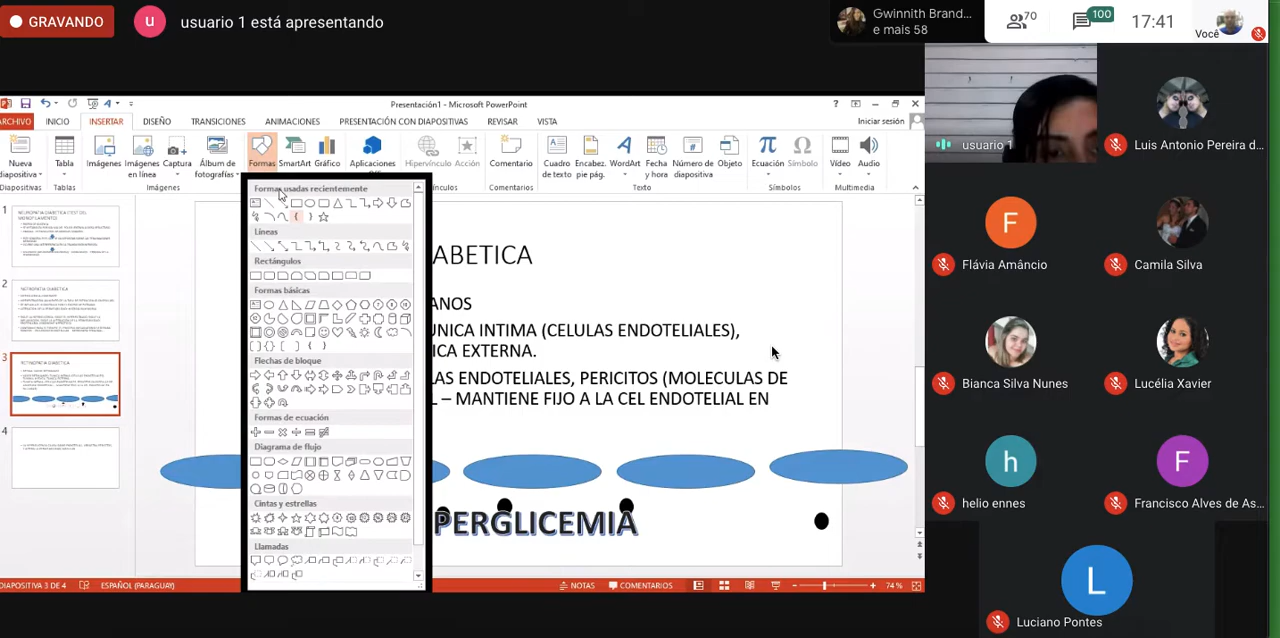 GRAVANDO
u
usuario 1 está apresentando
Gwinnith Brand...
e mais 58
70
100
17:41
Você
Presentación1 - Microsoft PowerPoint
ARCHIVO INICIO INSERTAR DISEÑO TRANSICIONES ANIMACIONES PRESENTACIÓN CON DIAPOSITIVAS REVISAR VISTA
Iniciar sesión
Nueva diapositiva
Tabla
Imágenes
Imágenes en línea
Captura
Álbum de fotografías
Formas
SmartArt
Gráfico
Aplicaciones
Hipervínculo
Acción
Comentario
Cuadro de texto
Encabez. pie pág.
WordArt
Fecha y hora
Número de diapositiva
Objeto
Ecuación
Símbolo
Vídeo
Audio
Diapositivas
Tablas
Imágenes
Comentarios
Texto
Símbolos
Multimedia
Formas usadas recientemente
Líneas
Rectángulos
Formas básicas
Flechas de bloque
Formas de ecuación
Diagrama de flujo
Cintas y estrellas
Llamadas
1
2
3
4
ABETICA
ANOS
UNICA INTIMA (CELULAS ENDOTELIALES),
ICA EXTERNA.
LAS ENDOTELIALES, PERICITOS (MOLECULAS DE
L – MANTIENE FIJO A LA CEL ENDOTELIAL EN
PERGLICEMIA
DIAPOSITIVA 3 DE 4
ESPAÑOL (PARAGUAY)
NOTAS
COMENTARIOS
74 %
usuario 1
Luis Antonio Pereira d...
F
Flávia Amâncio
Camila Silva
Bianca Silva Nunes
Lucélia Xavier
h
helio ennes
F
Francisco Alves de As...
L
Luciano Pontes